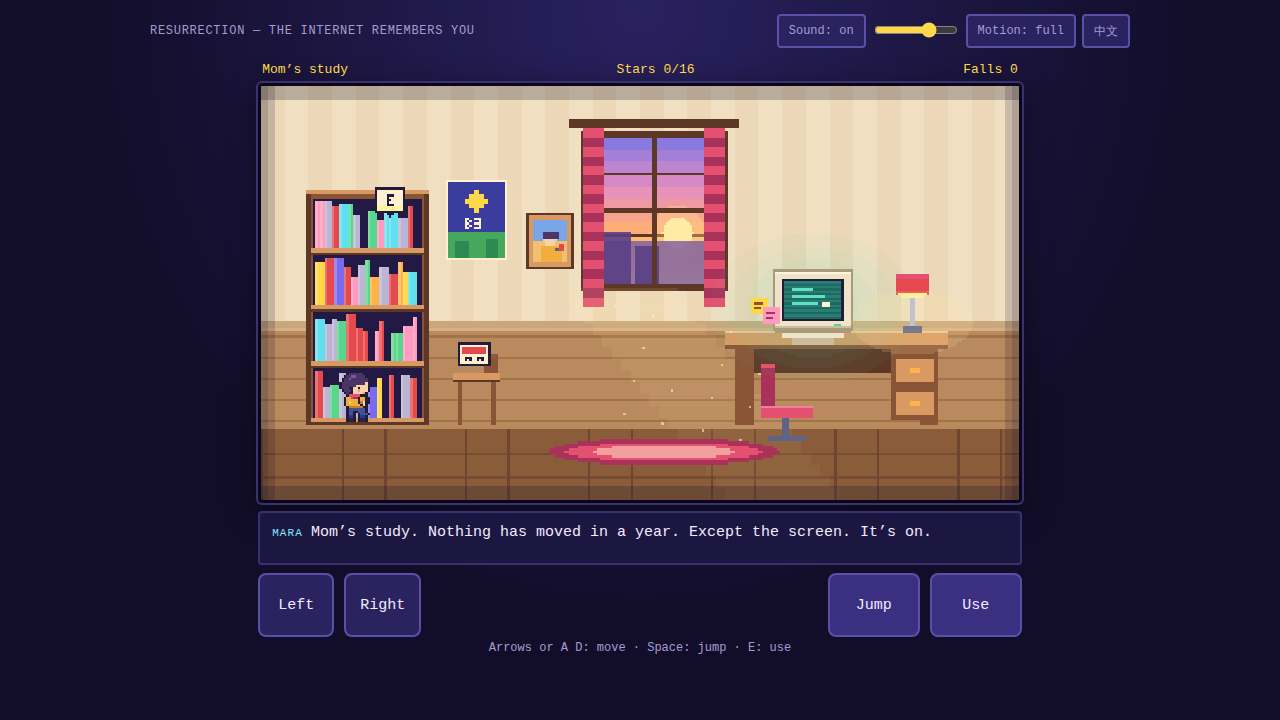 RESURRECTION — THE INTERNET REMEMBERS YOU
Sound: on
Motion: full
中文
Mom’s study
Stars 0/16
Falls 0
E
MARA Mom’s study. Nothing has moved in a year. Except the screen. It’s on.
Left
Right
Jump
Use
Arrows or A D: move · Space: jump · E: use